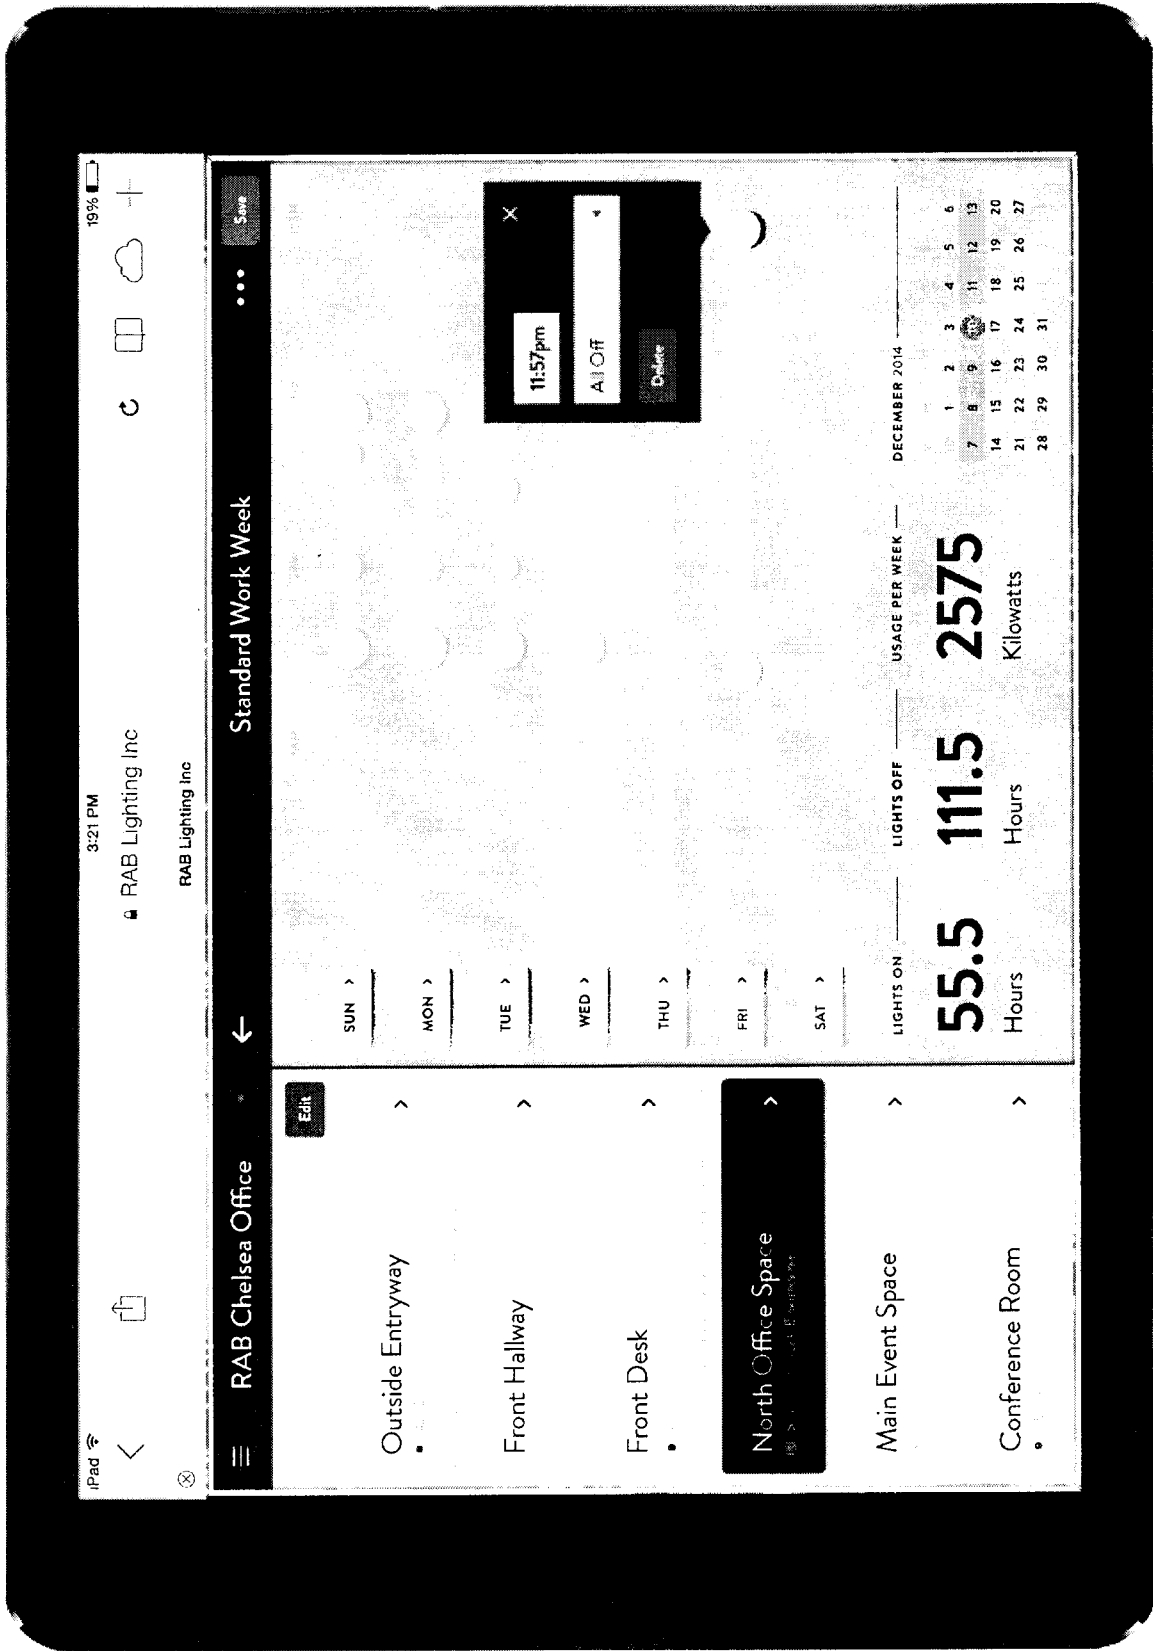 iPad
3:21 PM
19%
RAB Lighting Inc
RAB Lighting Inc
RAB Chelsea Office
Standard Work Week
Save
Edit
Outside Entryway
Front Hallway
Front Desk
North Office Space
Main Event Space
Conference Room
SUN
MON
TUE
WED
THU
FRI
SAT
11:57pm
All Off
Delete
LIGHTS ON
55.5
Hours
LIGHTS OFF
111.5
Hours
USAGE PER WEEK
2575
Kilowatts
DECEMBER 2014
1 2 3 4 5 6
7 8 9 10 11 12 13
14 15 16 17 18 19 20
21 22 23 24 25 26 27
28 29 30 31